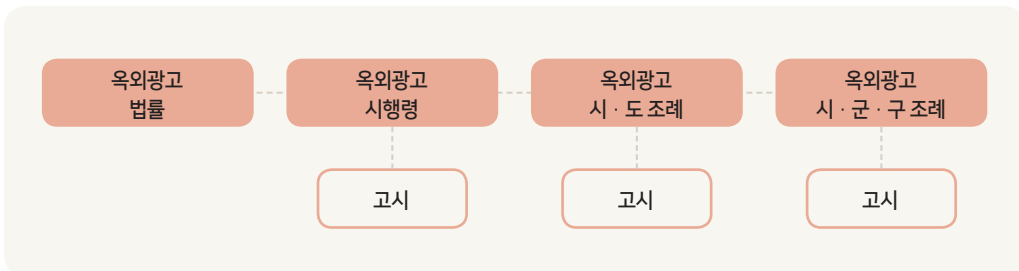 옥외광고
법률
옥외광고
시행령
옥외광고
시 · 도 조례
옥외광고
시 · 군 · 구 조례
고시
고시
고시